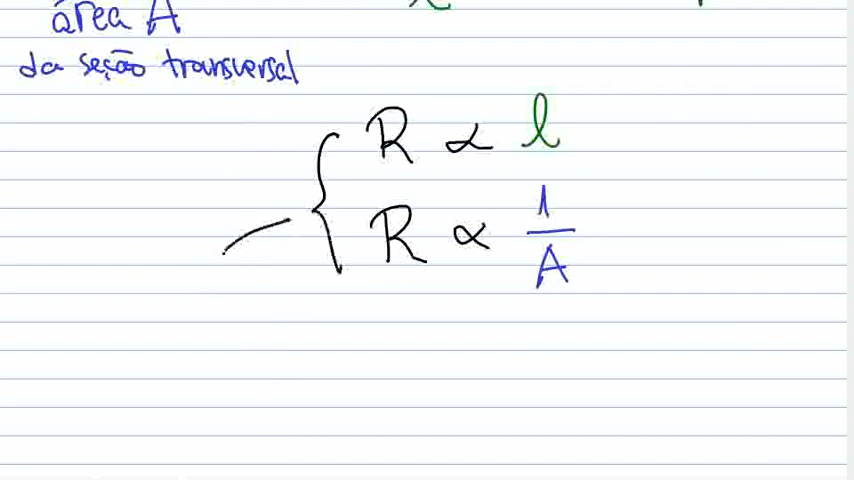 área A
da seção transversal
R ∝ l
R ∝ 1/A